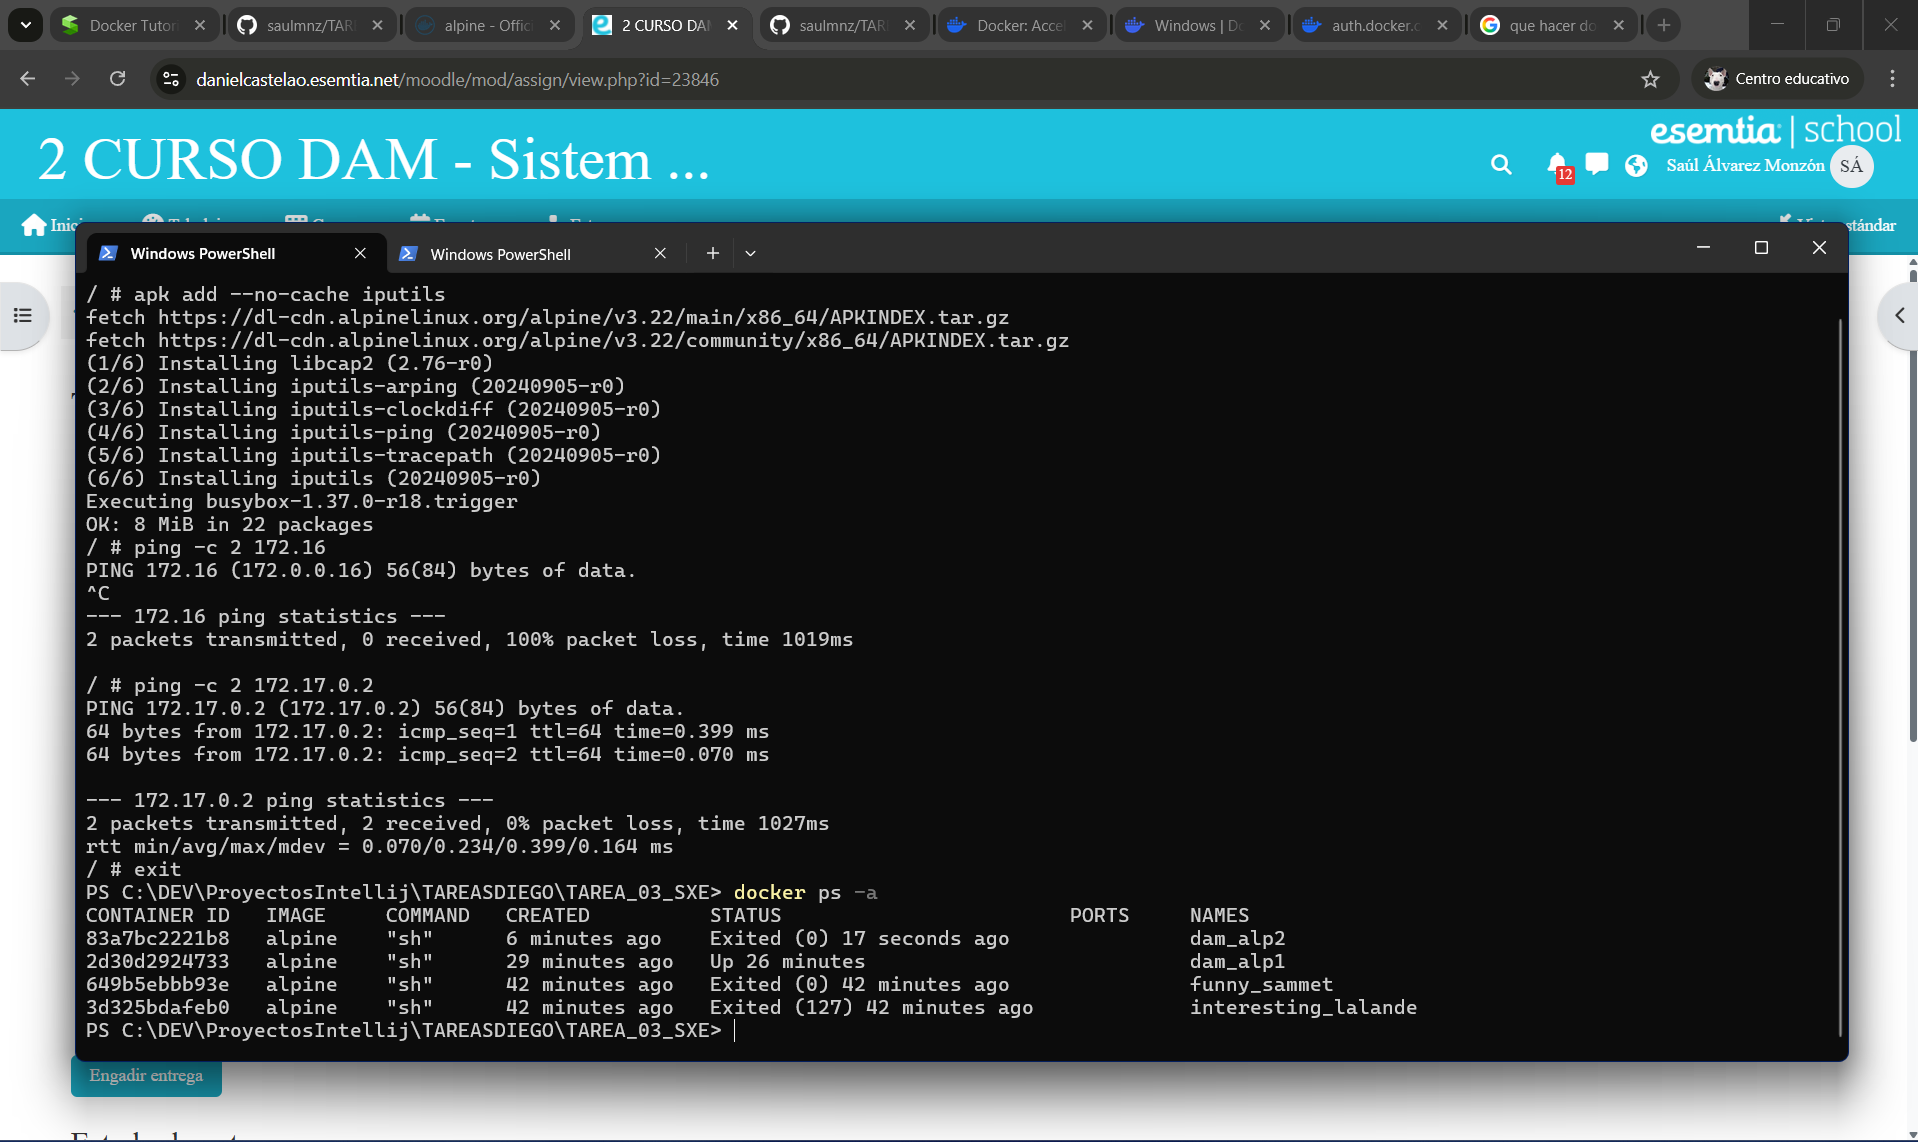 Docker Tutori
saulmnz/TAR
alpine - Offici
2 CURSO DAM
saulmnz/TAR
Docker: Accel
Windows | Do
auth.docker.c
que hacer do
danielcastelao.esemtia.net/moodle/mod/assign/view.php?id=23846
Centro educativo
2 CURSO DAM - Sistem ...
esemtia | school
12
Saúl Álvarez Monzón
SÁ
stándar
Windows PowerShell
Windows PowerShell
/ # apk add --no-cache iputils
fetch https://dl-cdn.alpinelinux.org/alpine/v3.22/main/x86_64/APKINDEX.tar.gz
fetch https://dl-cdn.alpinelinux.org/alpine/v3.22/community/x86_64/APKINDEX.tar.gz
(1/6) Installing libcap2 (2.76-r0)
(2/6) Installing iputils-arping (20240905-r0)
(3/6) Installing iputils-clockdiff (20240905-r0)
(4/6) Installing iputils-ping (20240905-r0)
(5/6) Installing iputils-tracepath (20240905-r0)
(6/6) Installing iputils (20240905-r0)
Executing busybox-1.37.0-r18.trigger
OK: 8 MiB in 22 packages
/ # ping -c 2 172.16
PING 172.16 (172.0.0.16) 56(84) bytes of data.
^C
--- 172.16 ping statistics ---
2 packets transmitted, 0 received, 100% packet loss, time 1019ms
/ # ping -c 2 172.17.0.2
PING 172.17.0.2 (172.17.0.2) 56(84) bytes of data.
64 bytes from 172.17.0.2: icmp_seq=1 ttl=64 time=0.399 ms
64 bytes from 172.17.0.2: icmp_seq=2 ttl=64 time=0.070 ms
--- 172.17.0.2 ping statistics ---
2 packets transmitted, 2 received, 0% packet loss, time 1027ms
rtt min/avg/max/mdev = 0.070/0.234/0.399/0.164 ms
/ # exit
PS C:\DEV\ProyectosIntellij\TAREASDIEGO\TAREA_03_SXE> docker ps -a
CONTAINER ID IMAGE COMMAND CREATED STATUS PORTS NAMES
83a7bc2221b8 alpine "sh" 6 minutes ago Exited (0) 17 seconds ago dam_alp2
2d30d2924733 alpine "sh" 29 minutes ago Up 26 minutes dam_alp1
649b5ebbb93e alpine "sh" 42 minutes ago Exited (0) 42 minutes ago funny_sammet
3d325bdafeb0 alpine "sh" 42 minutes ago Exited (127) 42 minutes ago interesting_lalande
PS C:\DEV\ProyectosIntellij\TAREASDIEGO\TAREA_03_SXE>
Engadir entrega